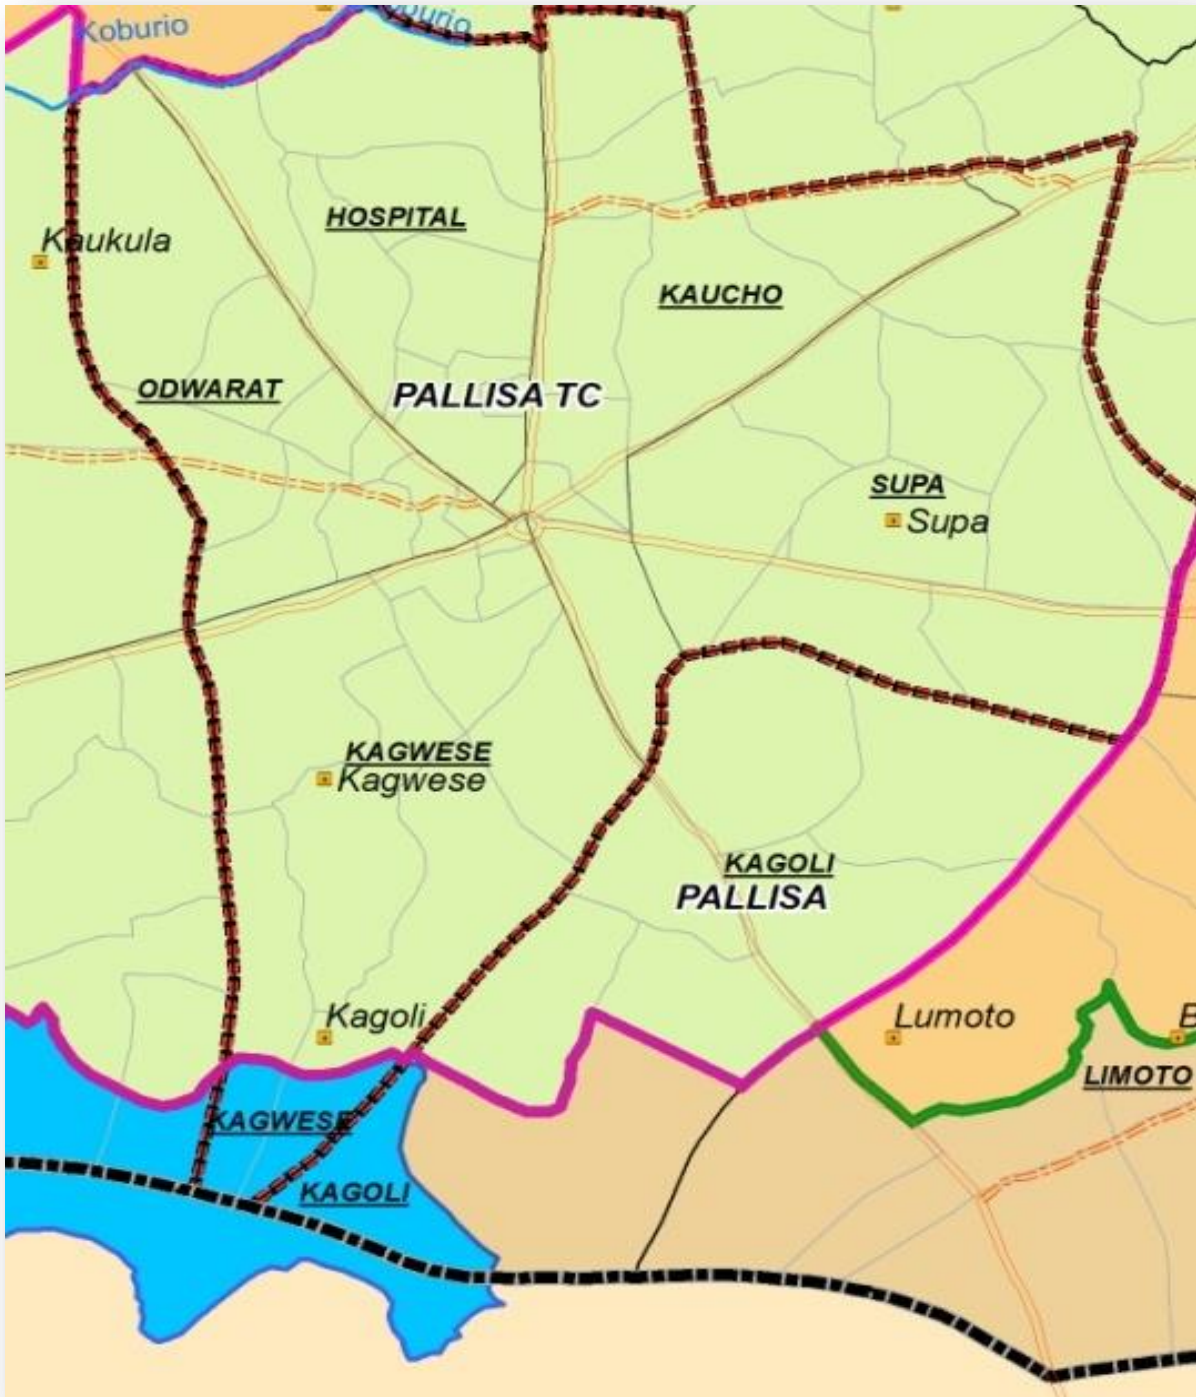 Koburio
Koburio
HOSPITAL
Kaukula
KAUCHO
ODWARAT
PALLISA TC
SUPA
Supa
KAGWESE
Kagwese
KAGOLI
PALLISA
Kagoli
Lumoto
B
LIMOTO
KAGWESE
KAGOLI